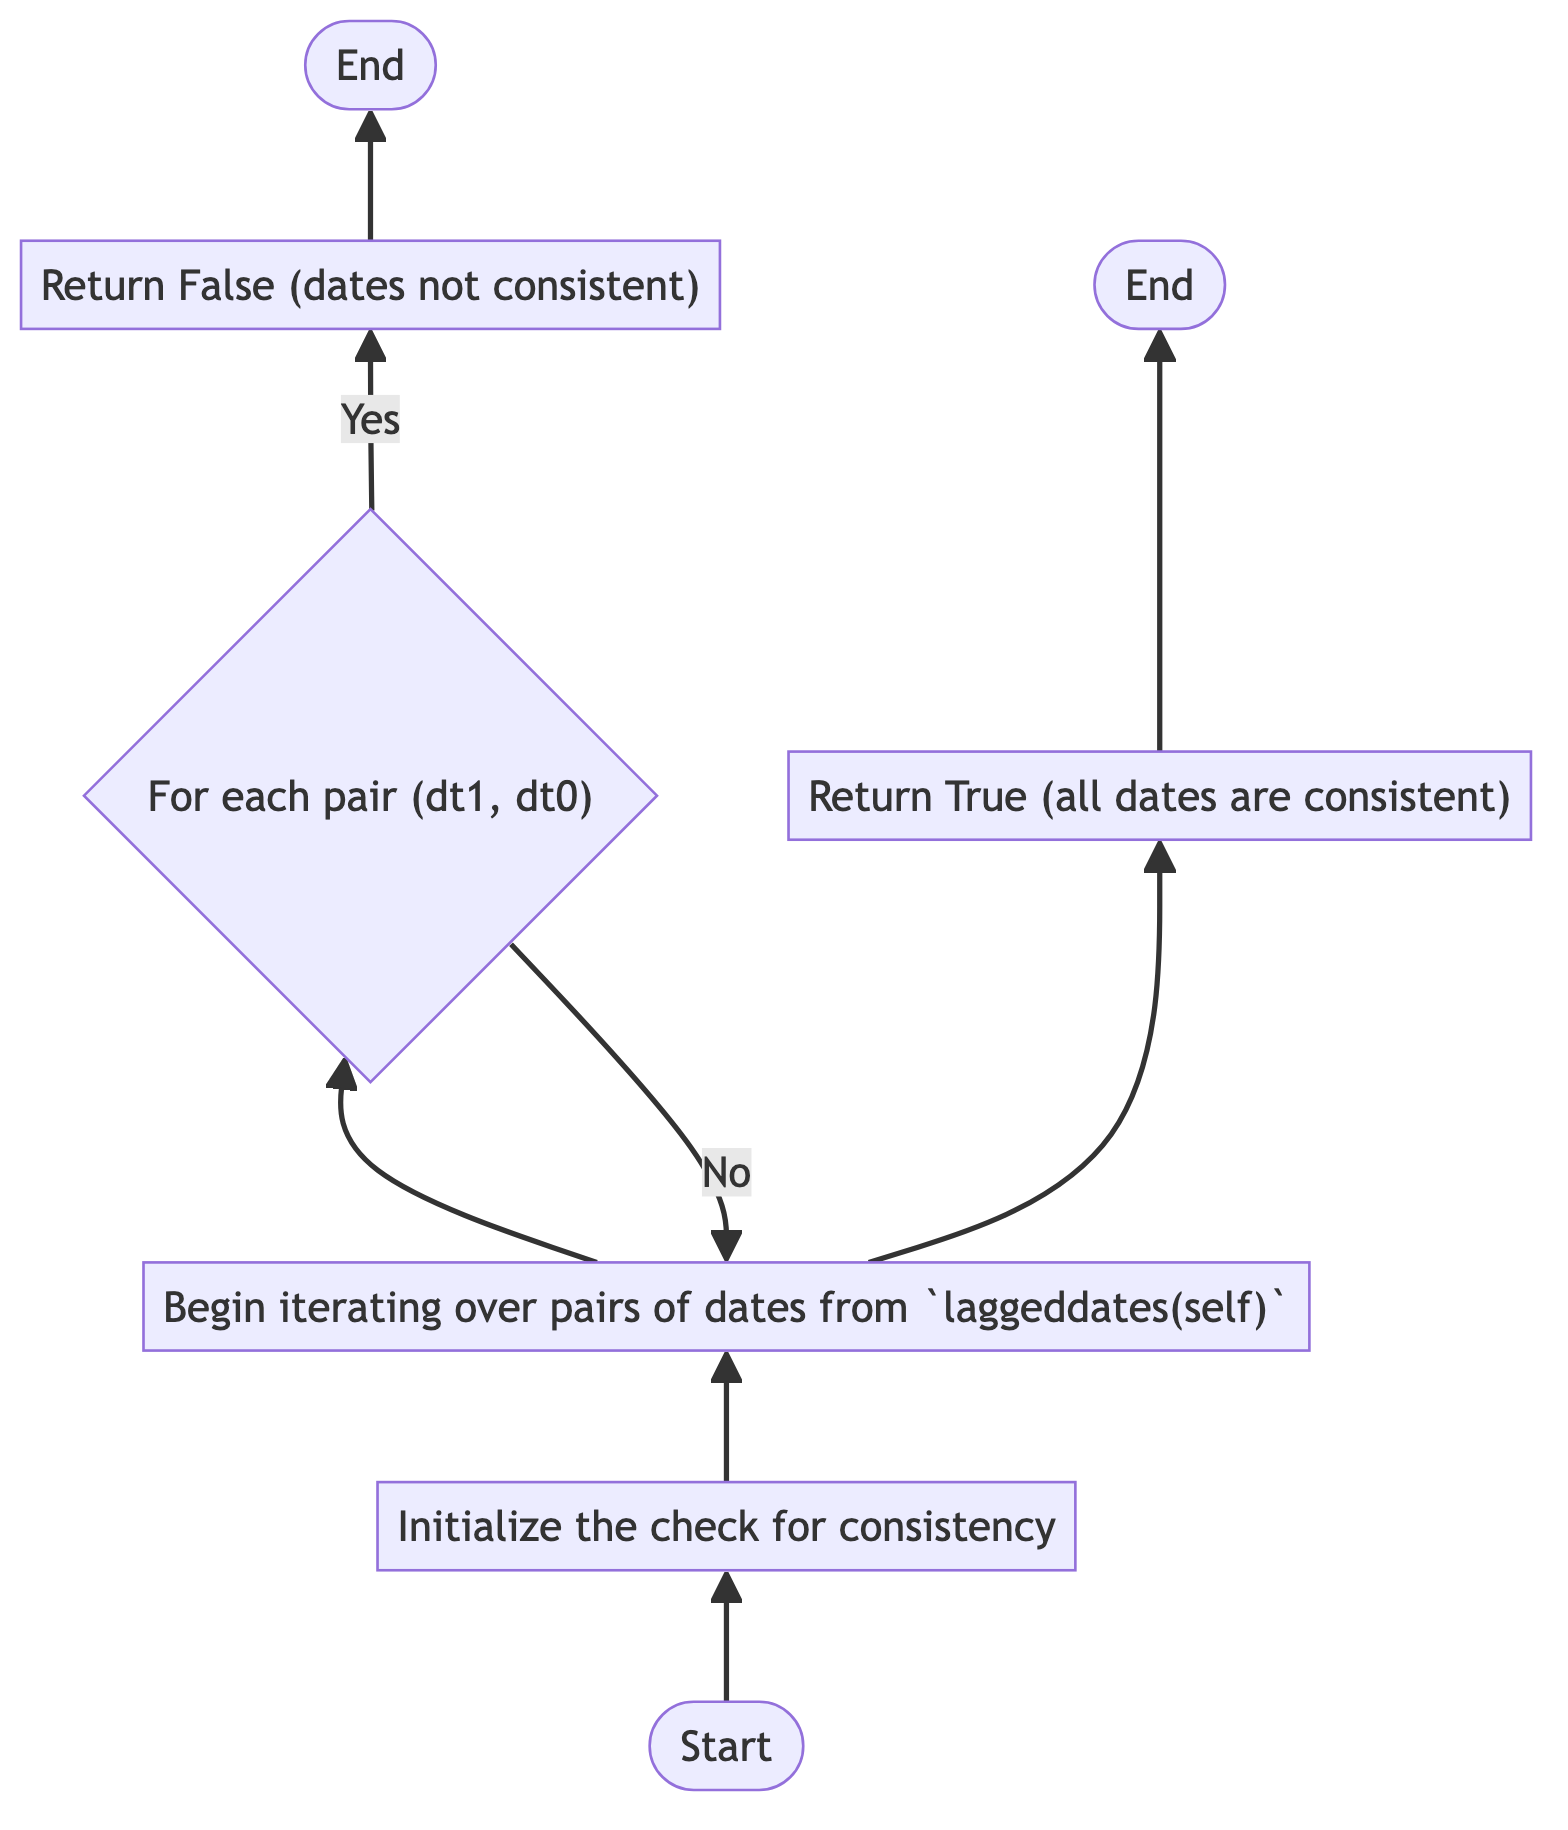 End
Return False (dates not consistent)
End
Yes
For each pair (dt1, dt0)
Return True (all dates are consistent)
No
Begin iterating over pairs of dates from `laggeddates(self)`
Initialize the check for consistency
Start